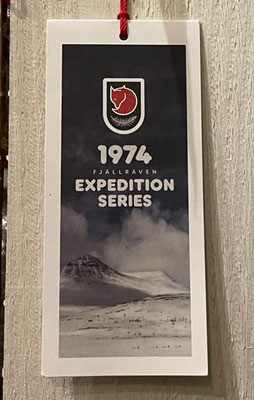 1974
FJÄLLRÄVEN
EXPEDITION
SERIES